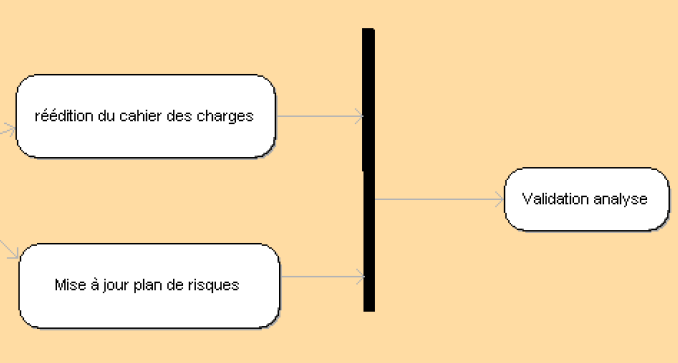 réédition du cahier des charges
Validation analyse
Mise à jour plan de risques